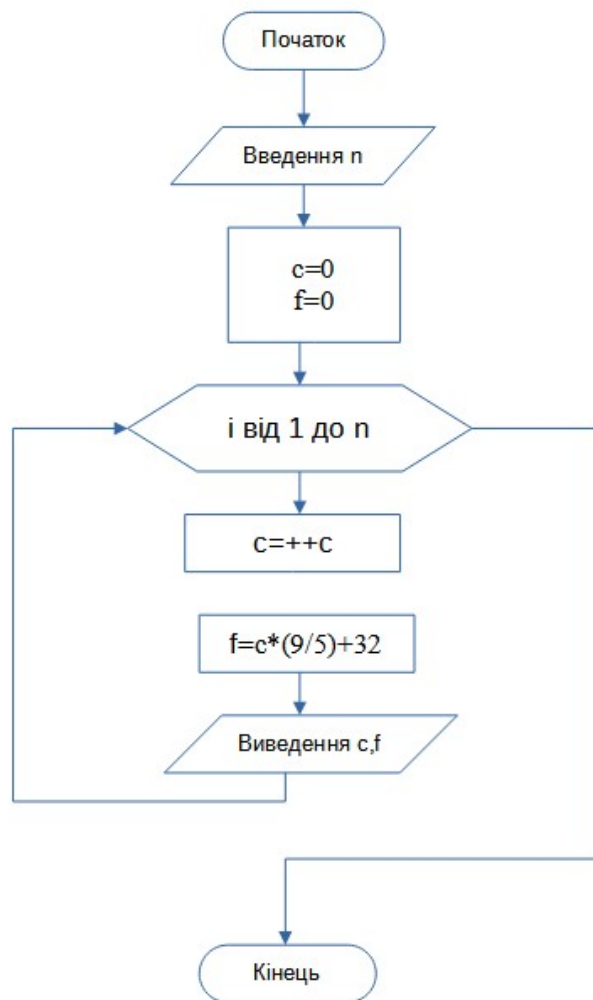 Початок
Введення n
c=0
f=0
і від 1 до n
c=++c
f=c*(9/5)+32
Виведення c,f
Кінець